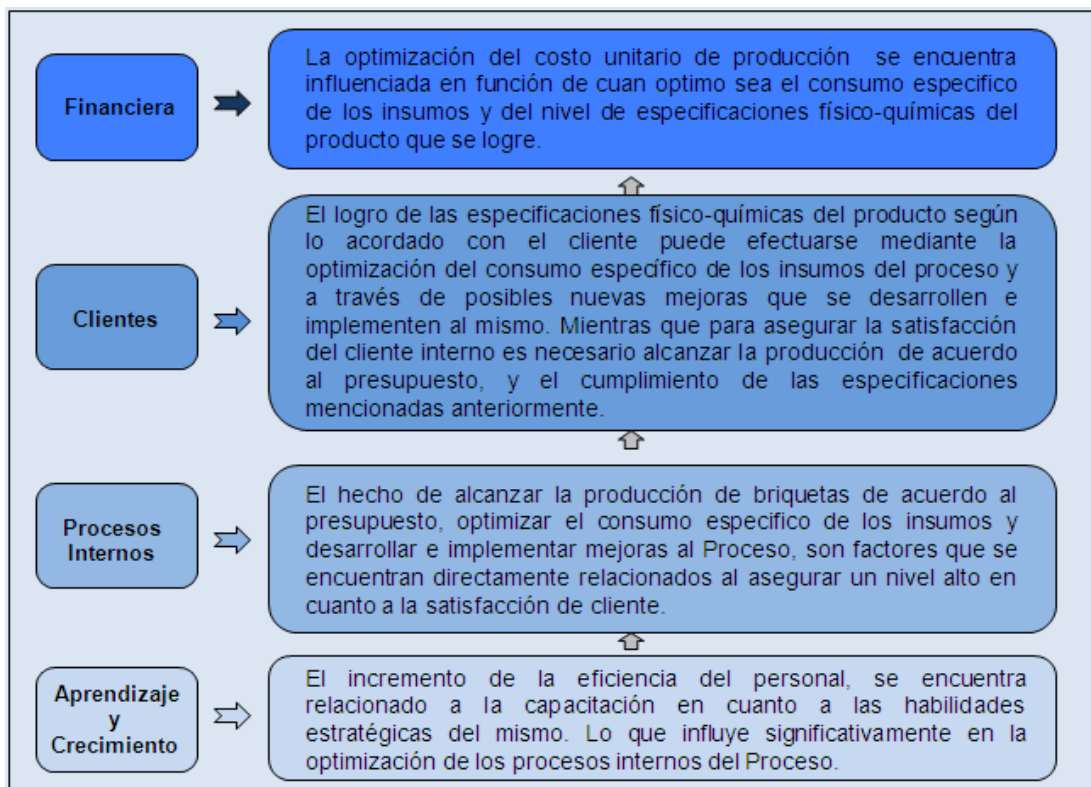 Financiera
La optimización del costo unitario de producción se encuentra
influenciada en función de cuan optimo sea el consumo especifico
de los insumos y del nivel de especificaciones físico-químicas del
producto que se logre.
Clientes
El logro de las especificaciones físico-químicas del producto según
lo acordado con el cliente puede efectuarse mediante la
optimización del consumo específico de los insumos del proceso y
a través de posibles nuevas mejoras que se desarrollen e
implementen al mismo. Mientras que para asegurar la satisfacción
del cliente interno es necesario alcanzar la producción de acuerdo
al presupuesto, y el cumplimiento de las especificaciones
mencionadas anteriormente.
Procesos
Internos
El hecho de alcanzar la producción de briquetas de acuerdo al
presupuesto, optimizar el consumo especifico de los insumos y
desarrollar e implementar mejoras al Proceso, son factores que se
encuentran directamente relacionados al asegurar un nivel alto en
cuanto a la satisfacción de cliente.
Aprendizaje
y
Crecimiento
El incremento de la eficiencia del personal, se encuentra
relacionado a la capacitación en cuanto a las habilidades
estratégicas del mismo. Lo que influye significativamente en la
optimización de los procesos internos del Proceso.